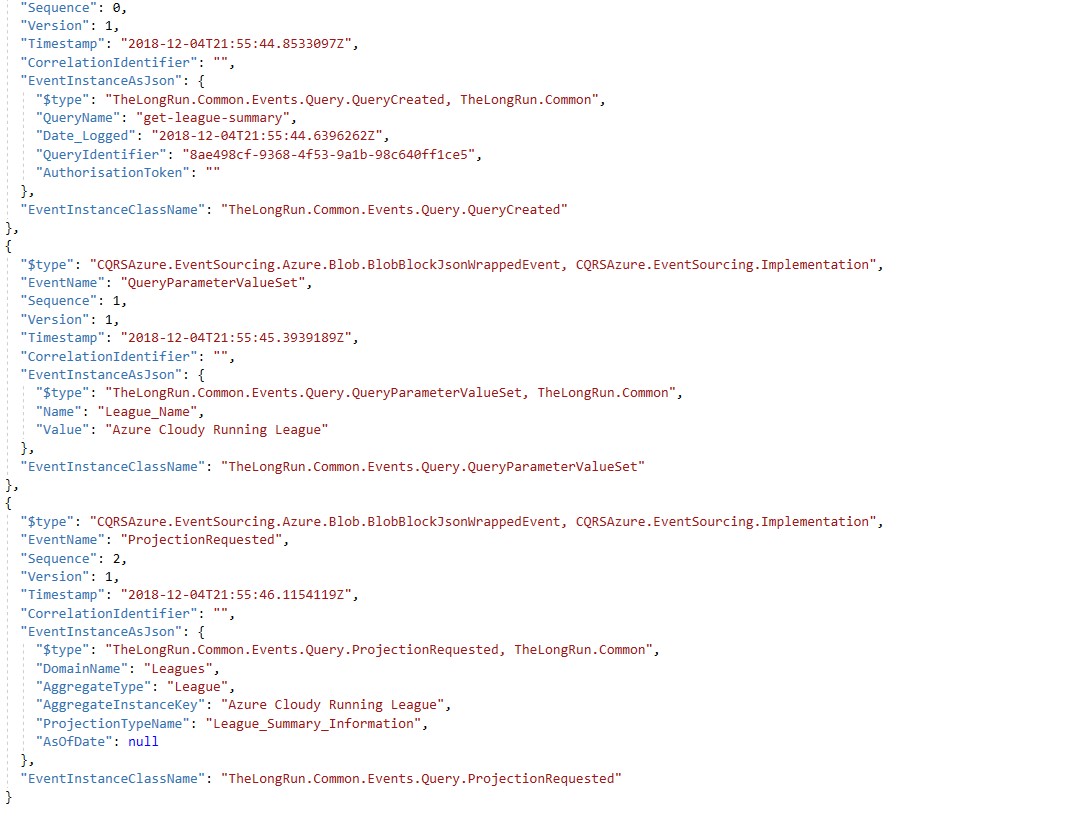 "Sequence": 0,
"Version": 1,
"Timestamp": "2018-12-04T21:55:44.8533097Z",
"CorrelationIdentifier": "",
"EventInstanceAsJson": {
"$type": "TheLongRun.Common.Events.Query.QueryCreated, TheLongRun.Common",
"QueryName": "get-league-summary",
"Date_Logged": "2018-12-04T21:55:44.6396262Z",
"QueryIdentifier": "8ae498cf-9368-4f53-9a1b-98c640ff1ce5",
"AuthorisationToken": ""
},
"EventInstanceClassName": "TheLongRun.Common.Events.Query.QueryCreated"
},
{
"$type": "CQRSAzure.EventSourcing.Azure.Blob.BlobBlockJsonWrappedEvent, CQRSAzure.EventSourcing.Implementation",
"EventName": "QueryParameterValueSet",
"Sequence": 1,
"Version": 1,
"Timestamp": "2018-12-04T21:55:45.3939189Z",
"CorrelationIdentifier": "",
"EventInstanceAsJson": {
"$type": "TheLongRun.Common.Events.Query.QueryParameterValueSet, TheLongRun.Common",
"Name": "League_Name",
"Value": "Azure Cloudy Running League"
},
"EventInstanceClassName": "TheLongRun.Common.Events.Query.QueryParameterValueSet"
},
{
"$type": "CQRSAzure.EventSourcing.Azure.Blob.BlobBlockJsonWrappedEvent, CQRSAzure.EventSourcing.Implementation",
"EventName": "ProjectionRequested",
"Sequence": 2,
"Version": 1,
"Timestamp": "2018-12-04T21:55:46.1154119Z",
"CorrelationIdentifier": "",
"EventInstanceAsJson": {
"$type": "TheLongRun.Common.Events.Query.ProjectionRequested, TheLongRun.Common",
"DomainName": "Leagues",
"AggregateType": "League",
"AggregateInstanceKey": "Azure Cloudy Running League",
"ProjectionTypeName": "League_Summary_Information",
"AsOfDate": null
},
"EventInstanceClassName": "TheLongRun.Common.Events.Query.ProjectionRequested"
}